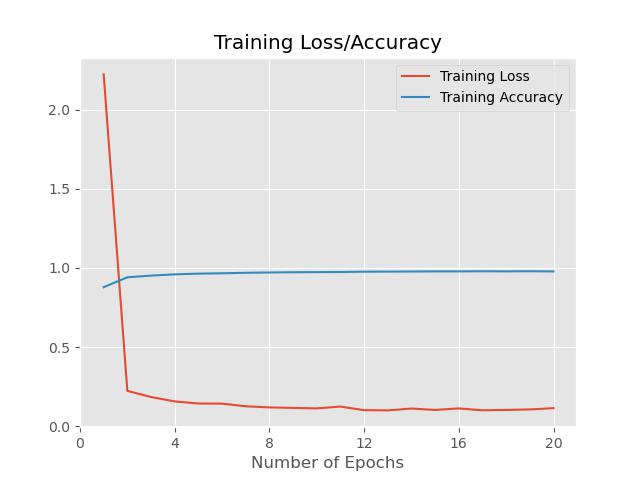 Training Loss/Accuracy
Training Loss
Training Accuracy
2.0
1.5
1.0
0.5
0.0
0 4 8 12 16 20
Number of Epochs